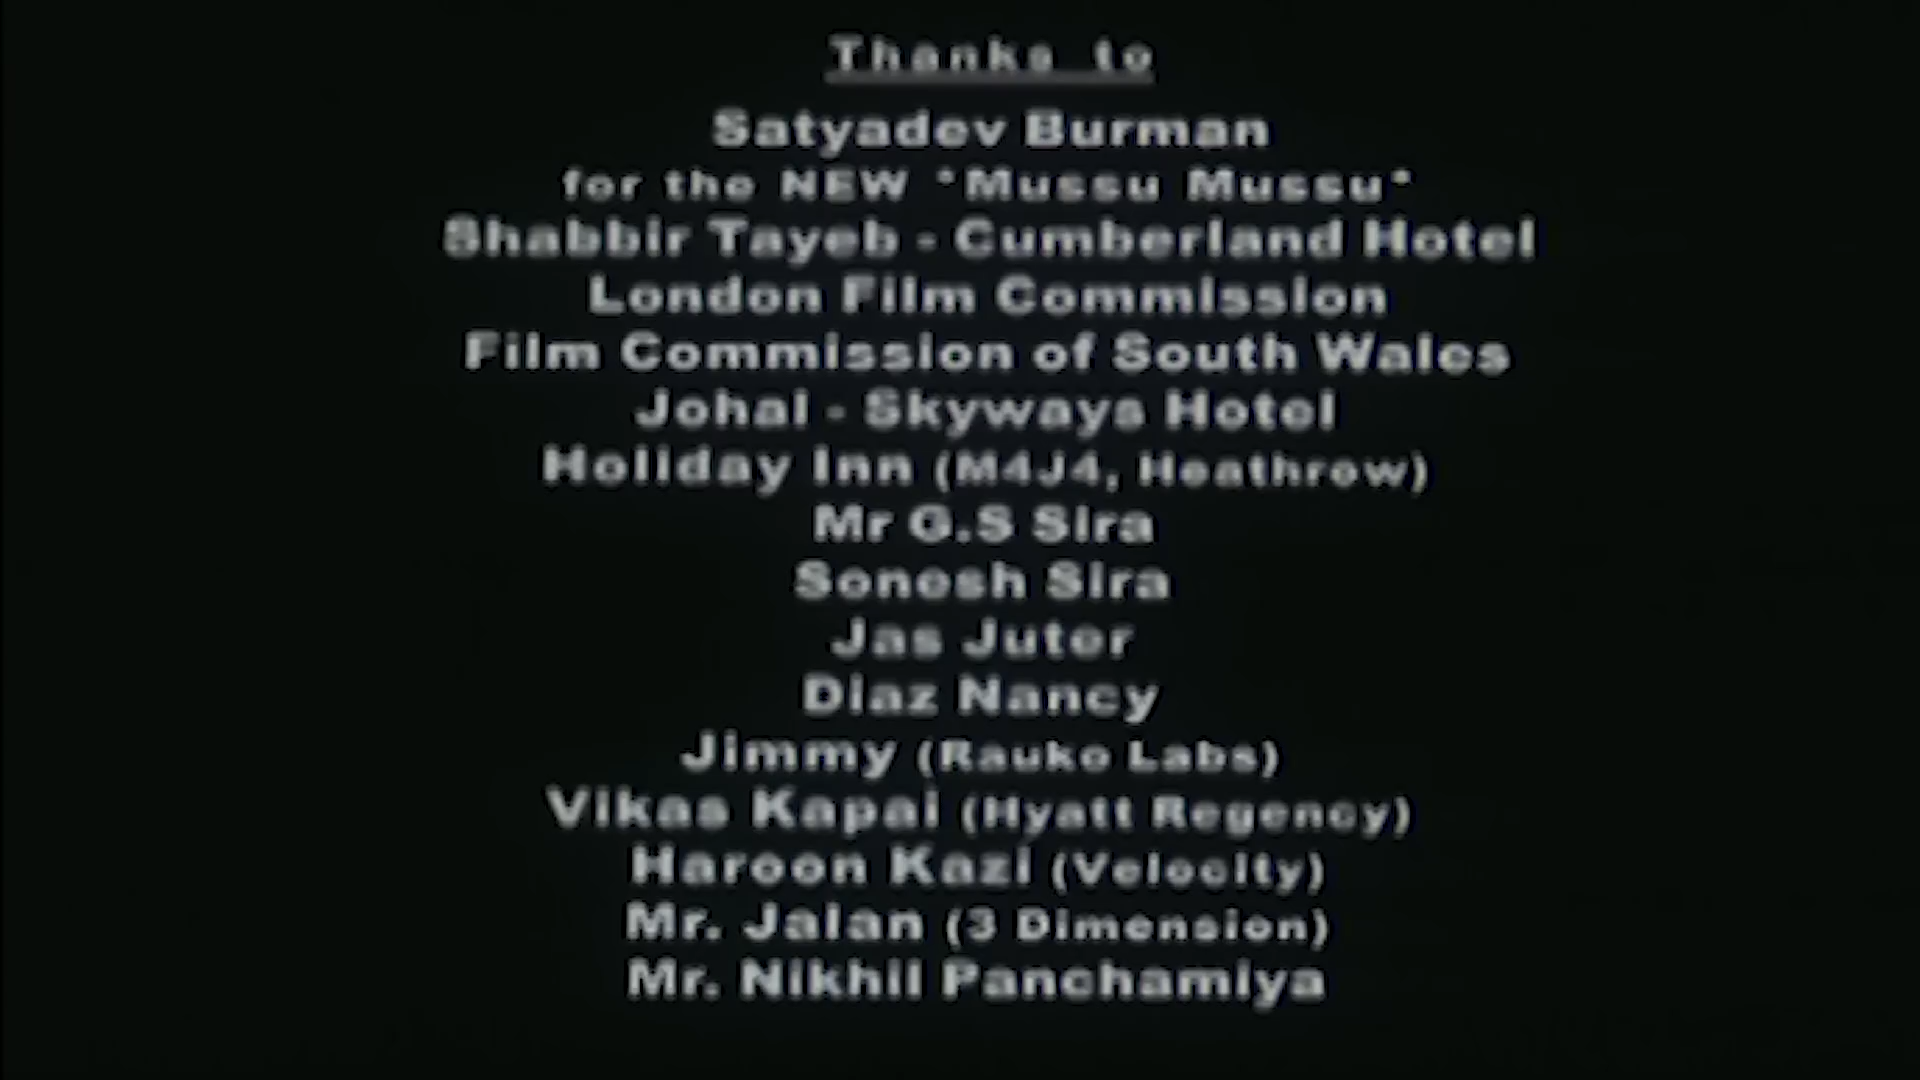 Thanks to
Satyadev Burman
for the NEW "Mussu Mussu"
Shabbir Tayeb - Cumberland Hotel
London Film Commission
Film Commission of South Wales
Johal - Skyways Hotel
Holiday Inn (M4J4, Heathrow)
Mr G.S Sira
Sonesh Sira
Jas Juter
Diaz Nancy
Jimmy (Rauko Labs)
Vikas Kapai (Hyatt Regency)
Haroon Kazi (Velocity)
Mr. Jalan (3 Dimension)
Mr. Nikhil Panchamiya